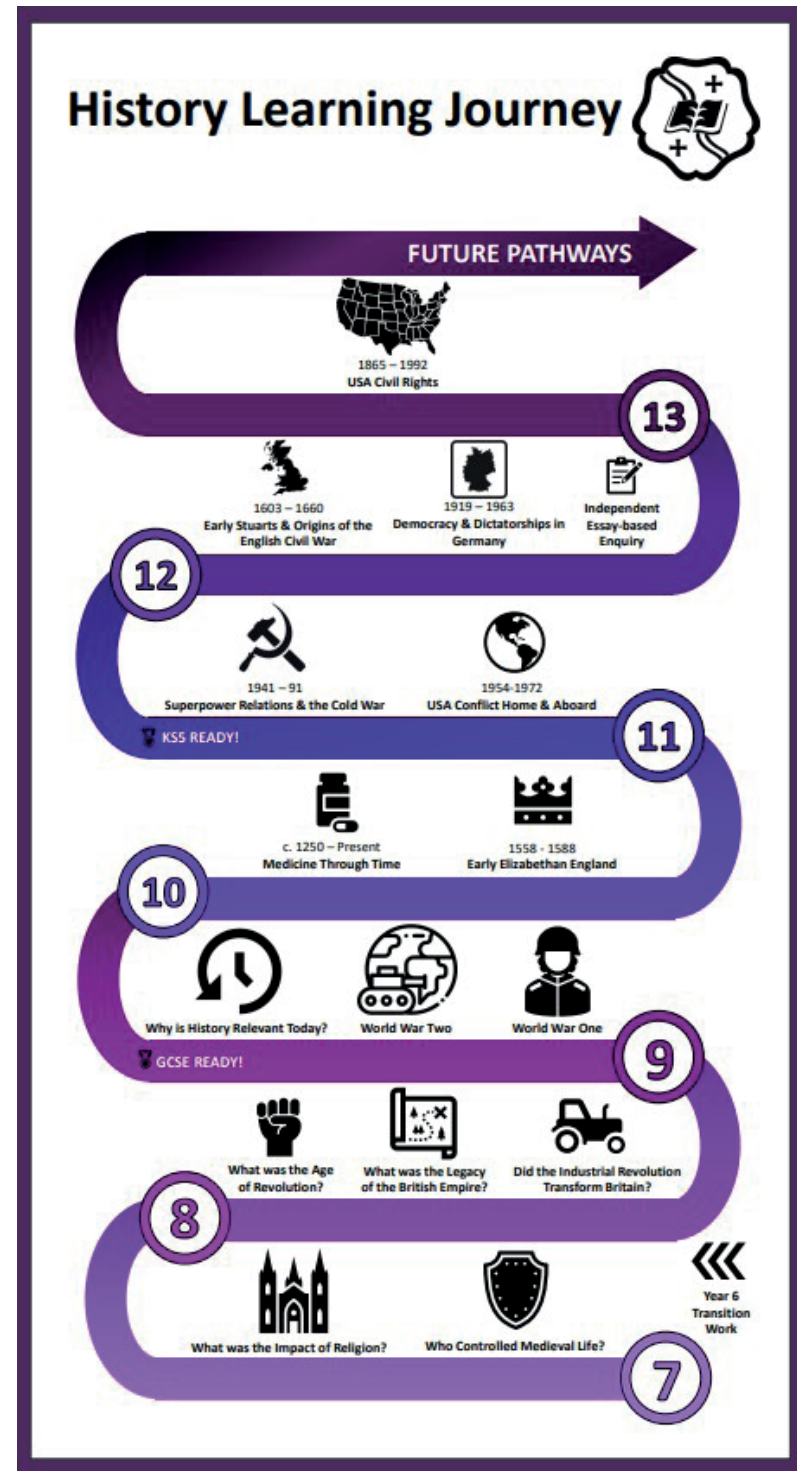 History Learning Journey
FUTURE PATHWAYS
1865 – 1992
USA Civil Rights
13
1603 – 1660
Early Stuarts & Origins of the
English Civil War
1919 – 1963
Democracy & Dictatorships in
Germany
Independent
Essay-based
Enquiry
12
1941 – 91
Superpower Relations & the Cold War
1954-1972
USA Conflict Home & Aboard
KS5 READY!
11
c. 1250 – Present
Medicine Through Time
1558 - 1588
Early Elizabethan England
10
Why is History Relevant Today?
World War Two
World War One
GCSE READY!
9
What was the Age
of Revolution?
What was the Legacy
of the British Empire?
Did the Industrial Revolution
Transform Britain?
8
Year 6
Transition
Work
What was the Impact of Religion?
Who Controlled Medieval Life?
7